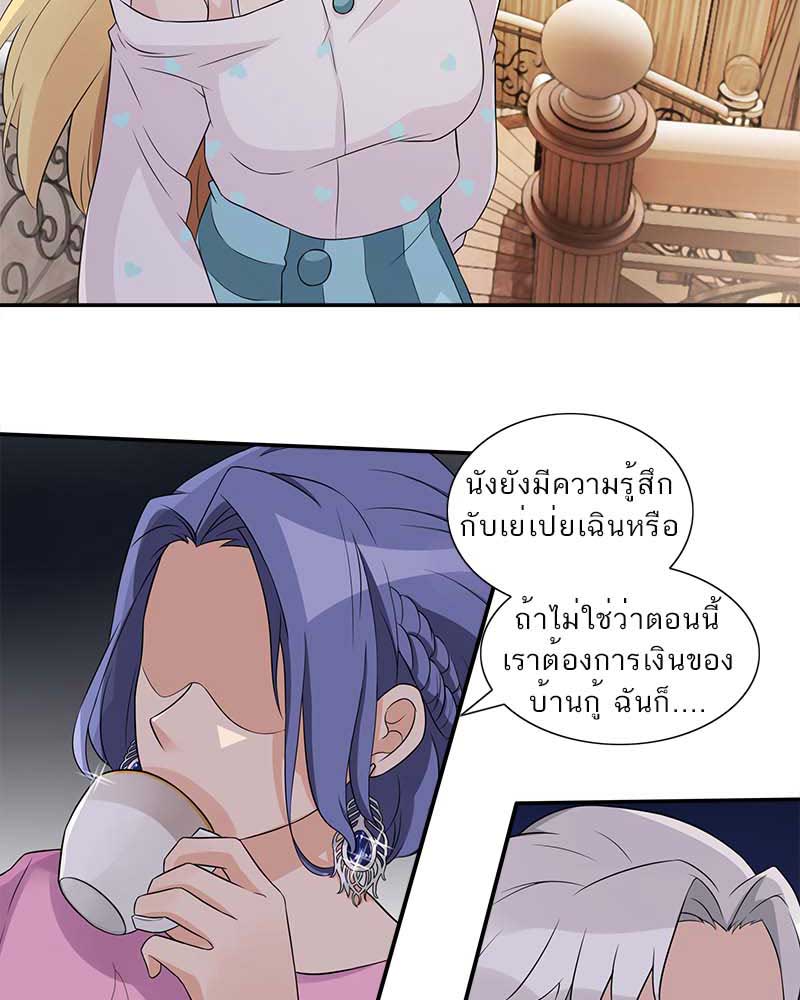 นังยังมีความรู้สึก
กับเย่เปยเฉินหรือ
ถ้าไม่ใช่ว่าตอนนี้
เราต้องการเงินของ
บ้านกู้ ฉันก็....